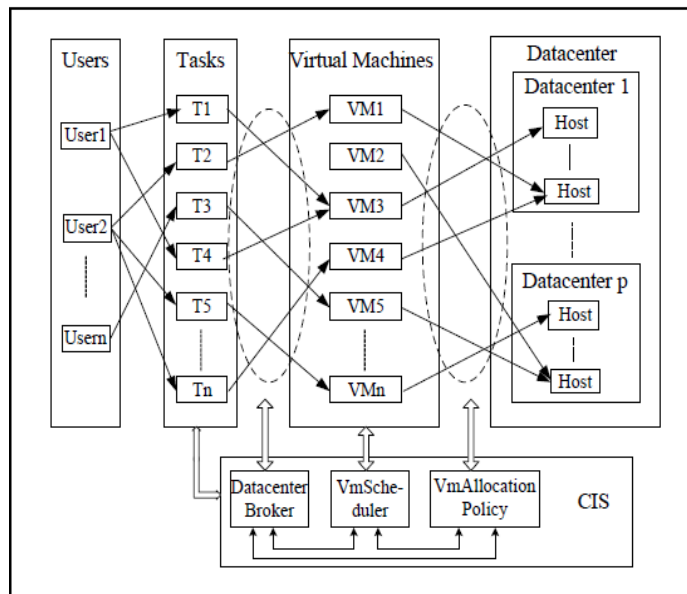 Users
Tasks
Virtual Machines
Datacenter
User1
User2
Usern
T1
T2
T3
T4
T5
Tn
VM1
VM2
VM3
VM4
VM5
VMn
Datacenter 1
Host
Host
Datacenter p
Host
Host
Datacenter
Broker
VmSche-
duler
VmAllocation
Policy
CIS